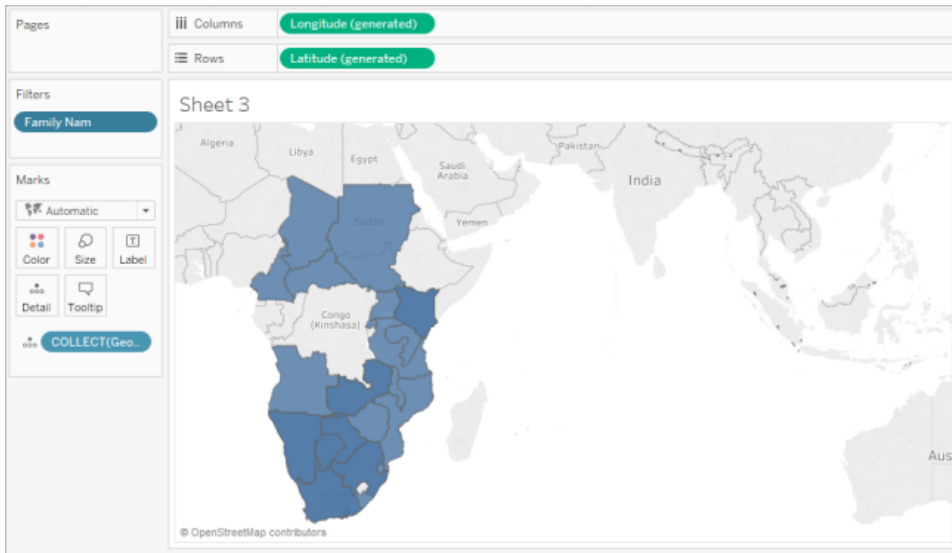 Pages
Columns
Longitude (generated)
Rows
Latitude (generated)
Filters
Family Nam
Sheet 3
Marks
Automatic
Color
Size
Label
Detail
Tooltip
COLLECT(Geo..
Algeria
Libya
Egypt
Saudi
Arabia
Pakistan
India
Sudan
Yemen
Congo
(Kinshasa)
Aus
© OpenStreetMap contributors